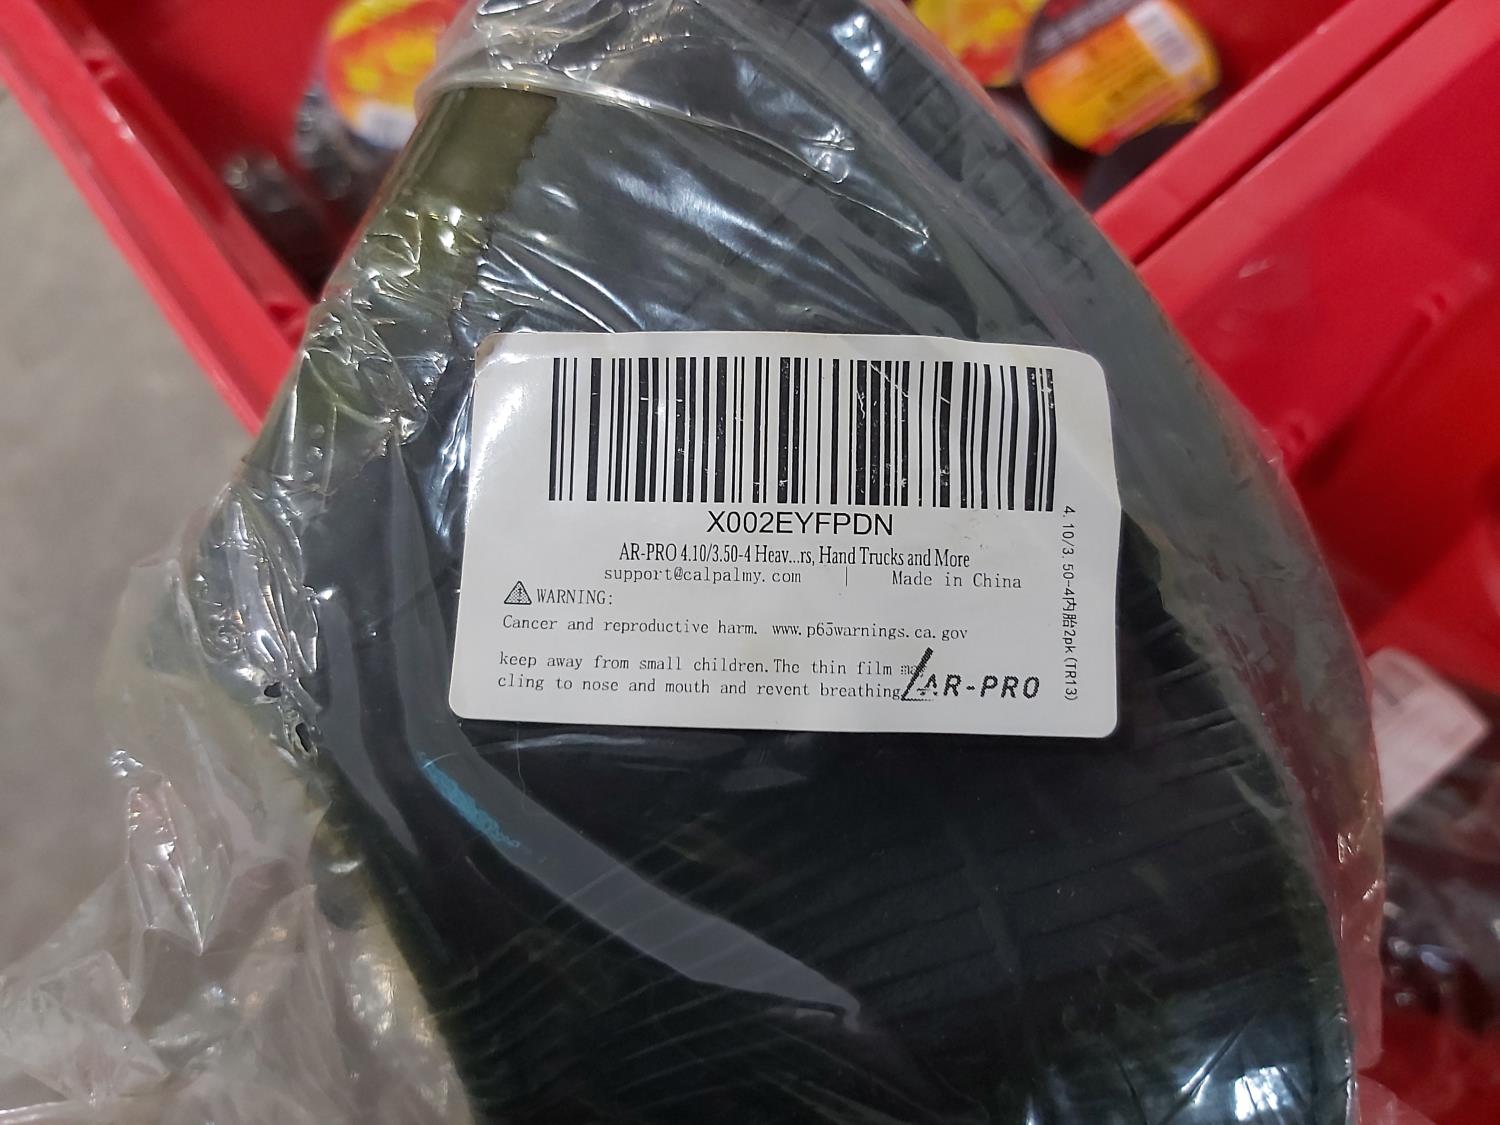 X002EYFPDN
AR-PRO 4.10/3.50-4 Heav...rs, Hand Trucks and More
support@calpalmy.com | Made in China
WARNING:
Cancer and reproductive harm. www.p65warnings.ca.gov
keep away from small children. The thin film may
cling to nose and mouth and revent breathing
AR-PRO
4.10/3.50-4内胎2pk(TR13)